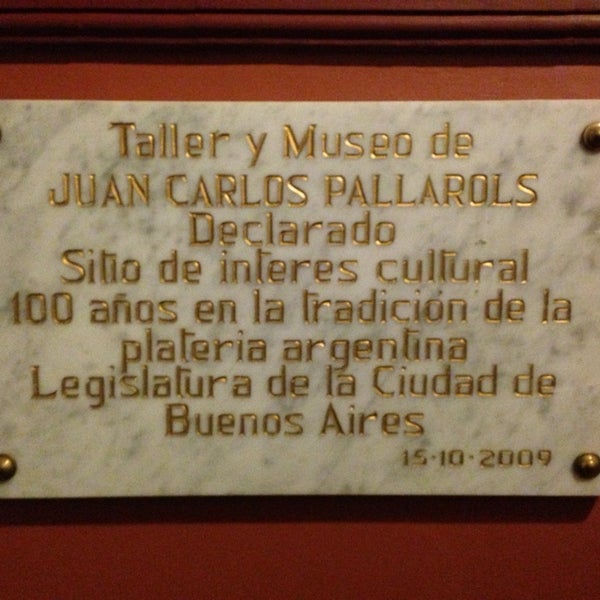 Taller y Museo de
JUAN CARLOS PALLAROLS
Declarado
Sitio de interes cultural
100 años en la tradición de la
plateria argentina
Legislatura de la Ciudad de
Buenos Aires
15·10·2009